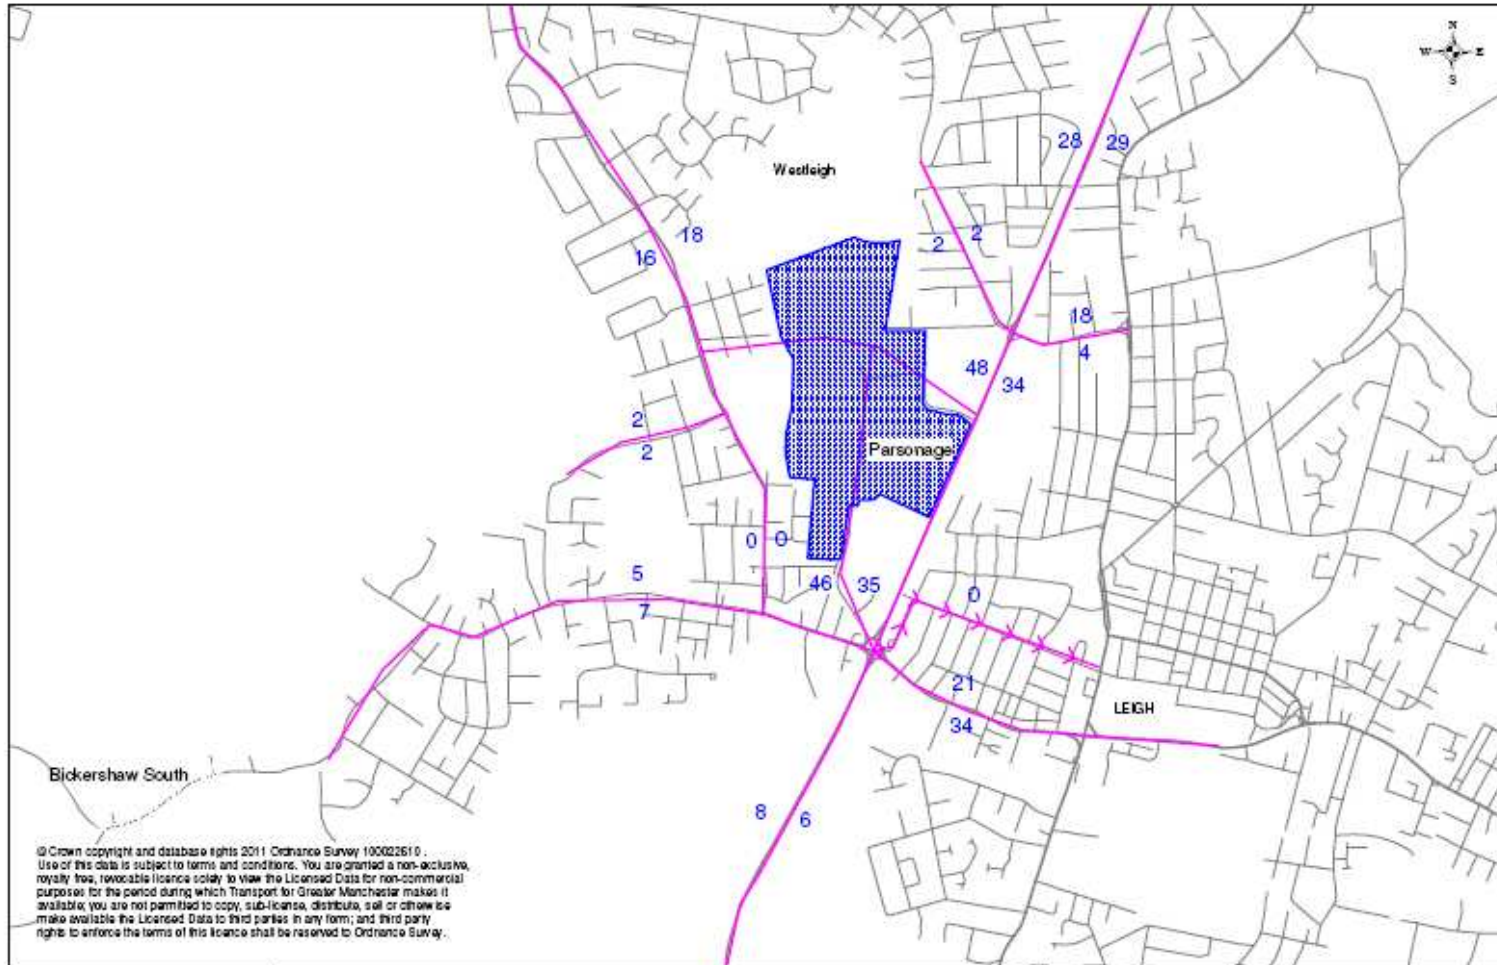 N
W E
S
28 29
Westleigh
2 2
18
16
18
4
48
34
2
2
Parsonage
0 0
5
46 35
0
7
21
LEIGH
34
Bickershaw South
8 6
© Crown copyright and database rights 2011 Ordnance Survey 100022610 .
Use of this data is subject to terms and conditions. You are granted a non-exclusive,
royalty free, revocable licence solely to view the Licensed Data for non-commercial
purposes for the period during which Transport for Greater Manchester makes it
available; you are not permitted to copy, sub-license, distribute, sell or otherwise
make available the Licensed Data to third parties in any form; and third party
rights to enforce the terms of this licence shall be reserved to Ordnance Survey.